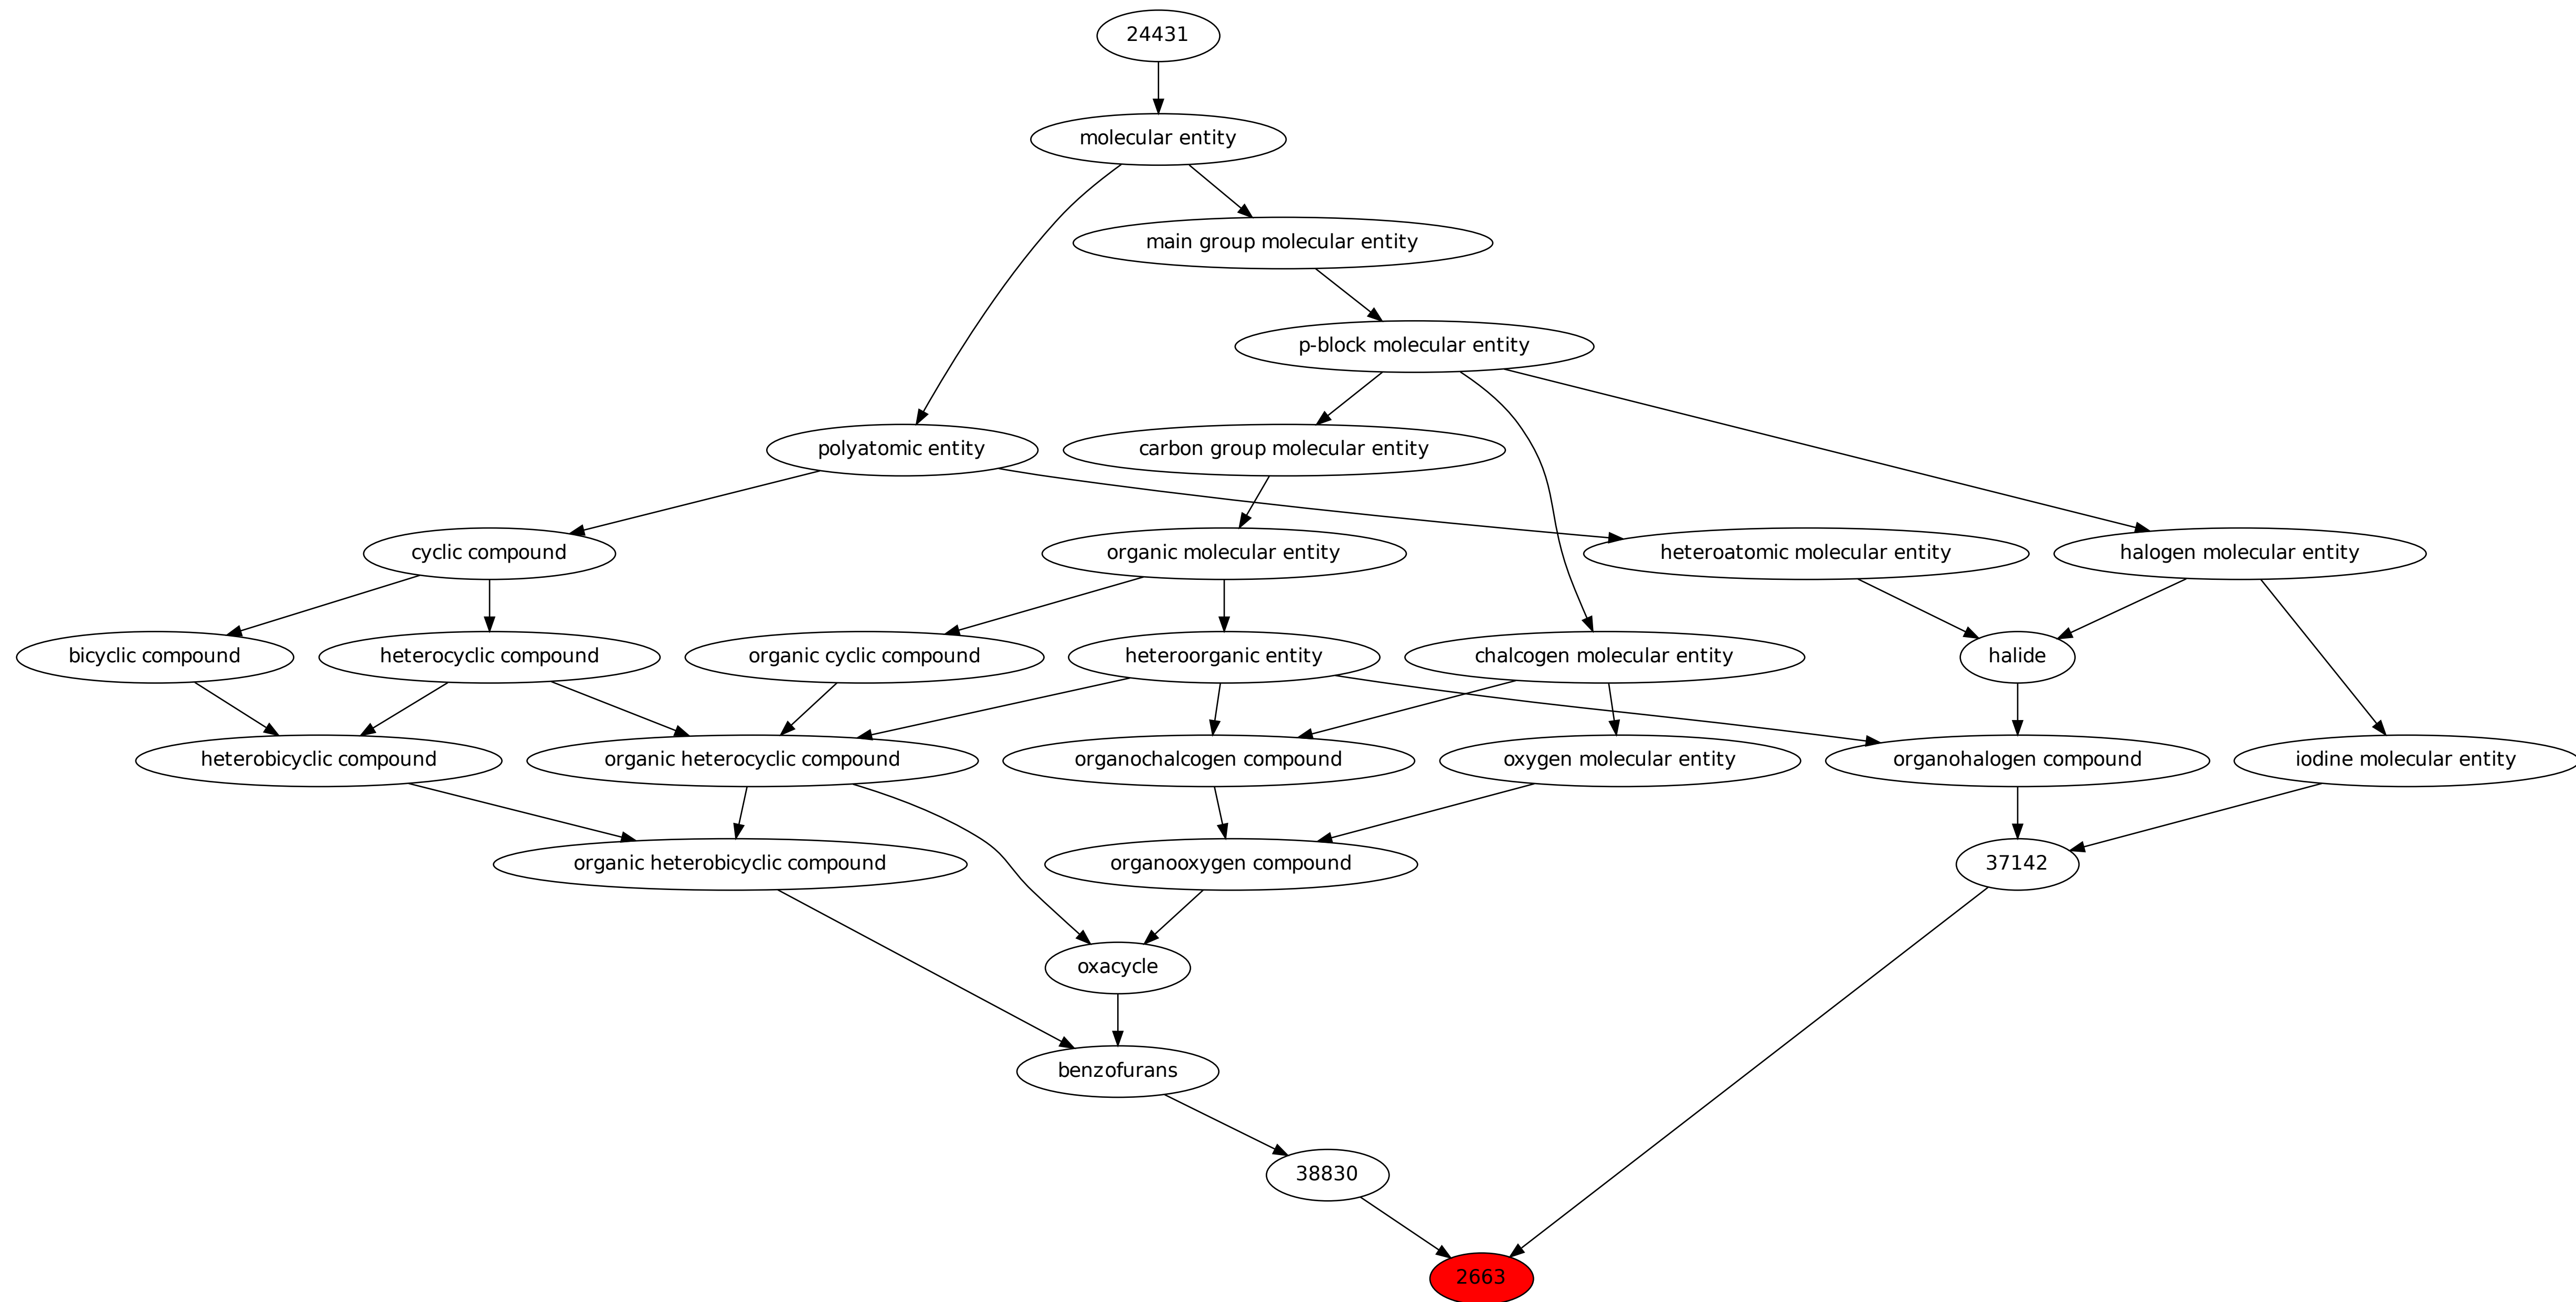 24431
molecular entity
main group molecular entity
p-block molecular entity
polyatomic entity
carbon group molecular entity
cyclic compound
organic molecular entity
heteroatomic molecular entity
halogen molecular entity
bicyclic compound
heterocyclic compound
organic cyclic compound
heteroorganic entity
chalcogen molecular entity
halide
heterobicyclic compound
organic heterocyclic compound
organochalcogen compound
oxygen molecular entity
organohalogen compound
iodine molecular entity
organic heterobicyclic compound
organooxygen compound
37142
oxacycle
benzofurans
38830
2663